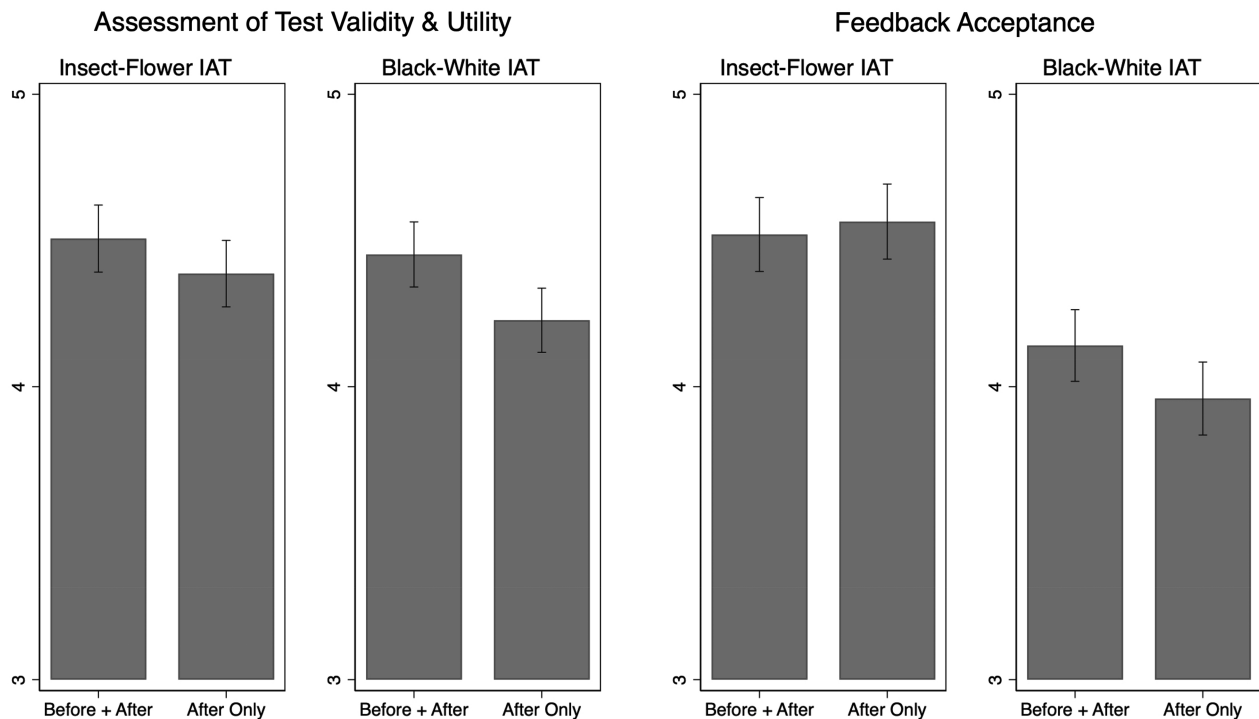 Assessment of Test Validity & Utility
Feedback Acceptance
Insect-Flower IAT
Black-White IAT
Insect-Flower IAT
Black-White IAT
5
4
3
5
4
3
5
4
3
5
4
3
Before + After
After Only
Before + After
After Only
Before + After
After Only
Before + After
After Only